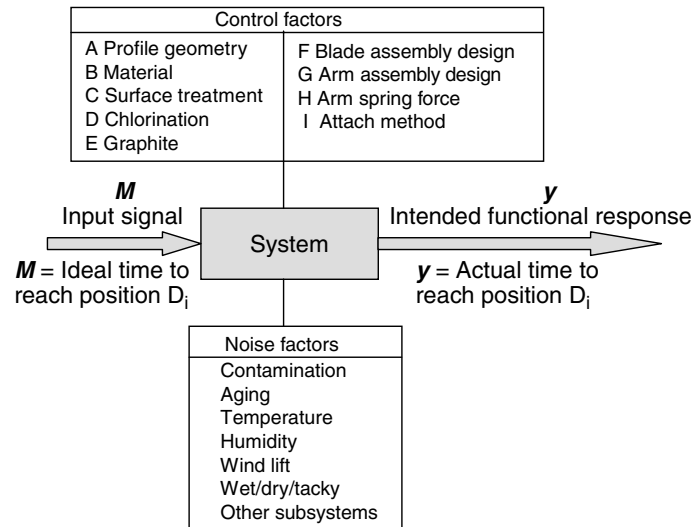 Control factors
A Profile geometry
B Material
C Surface treatment
D Chlorination
E Graphite
F Blade assembly design
G Arm assembly design
H Arm spring force
I Attach method
M
Input signal
M = Ideal time to
reach position Di
System
y
Intended functional response
y = Actual time to
reach position Di
Noise factors
Contamination
Aging
Temperature
Humidity
Wind lift
Wet/dry/tacky
Other subsystems